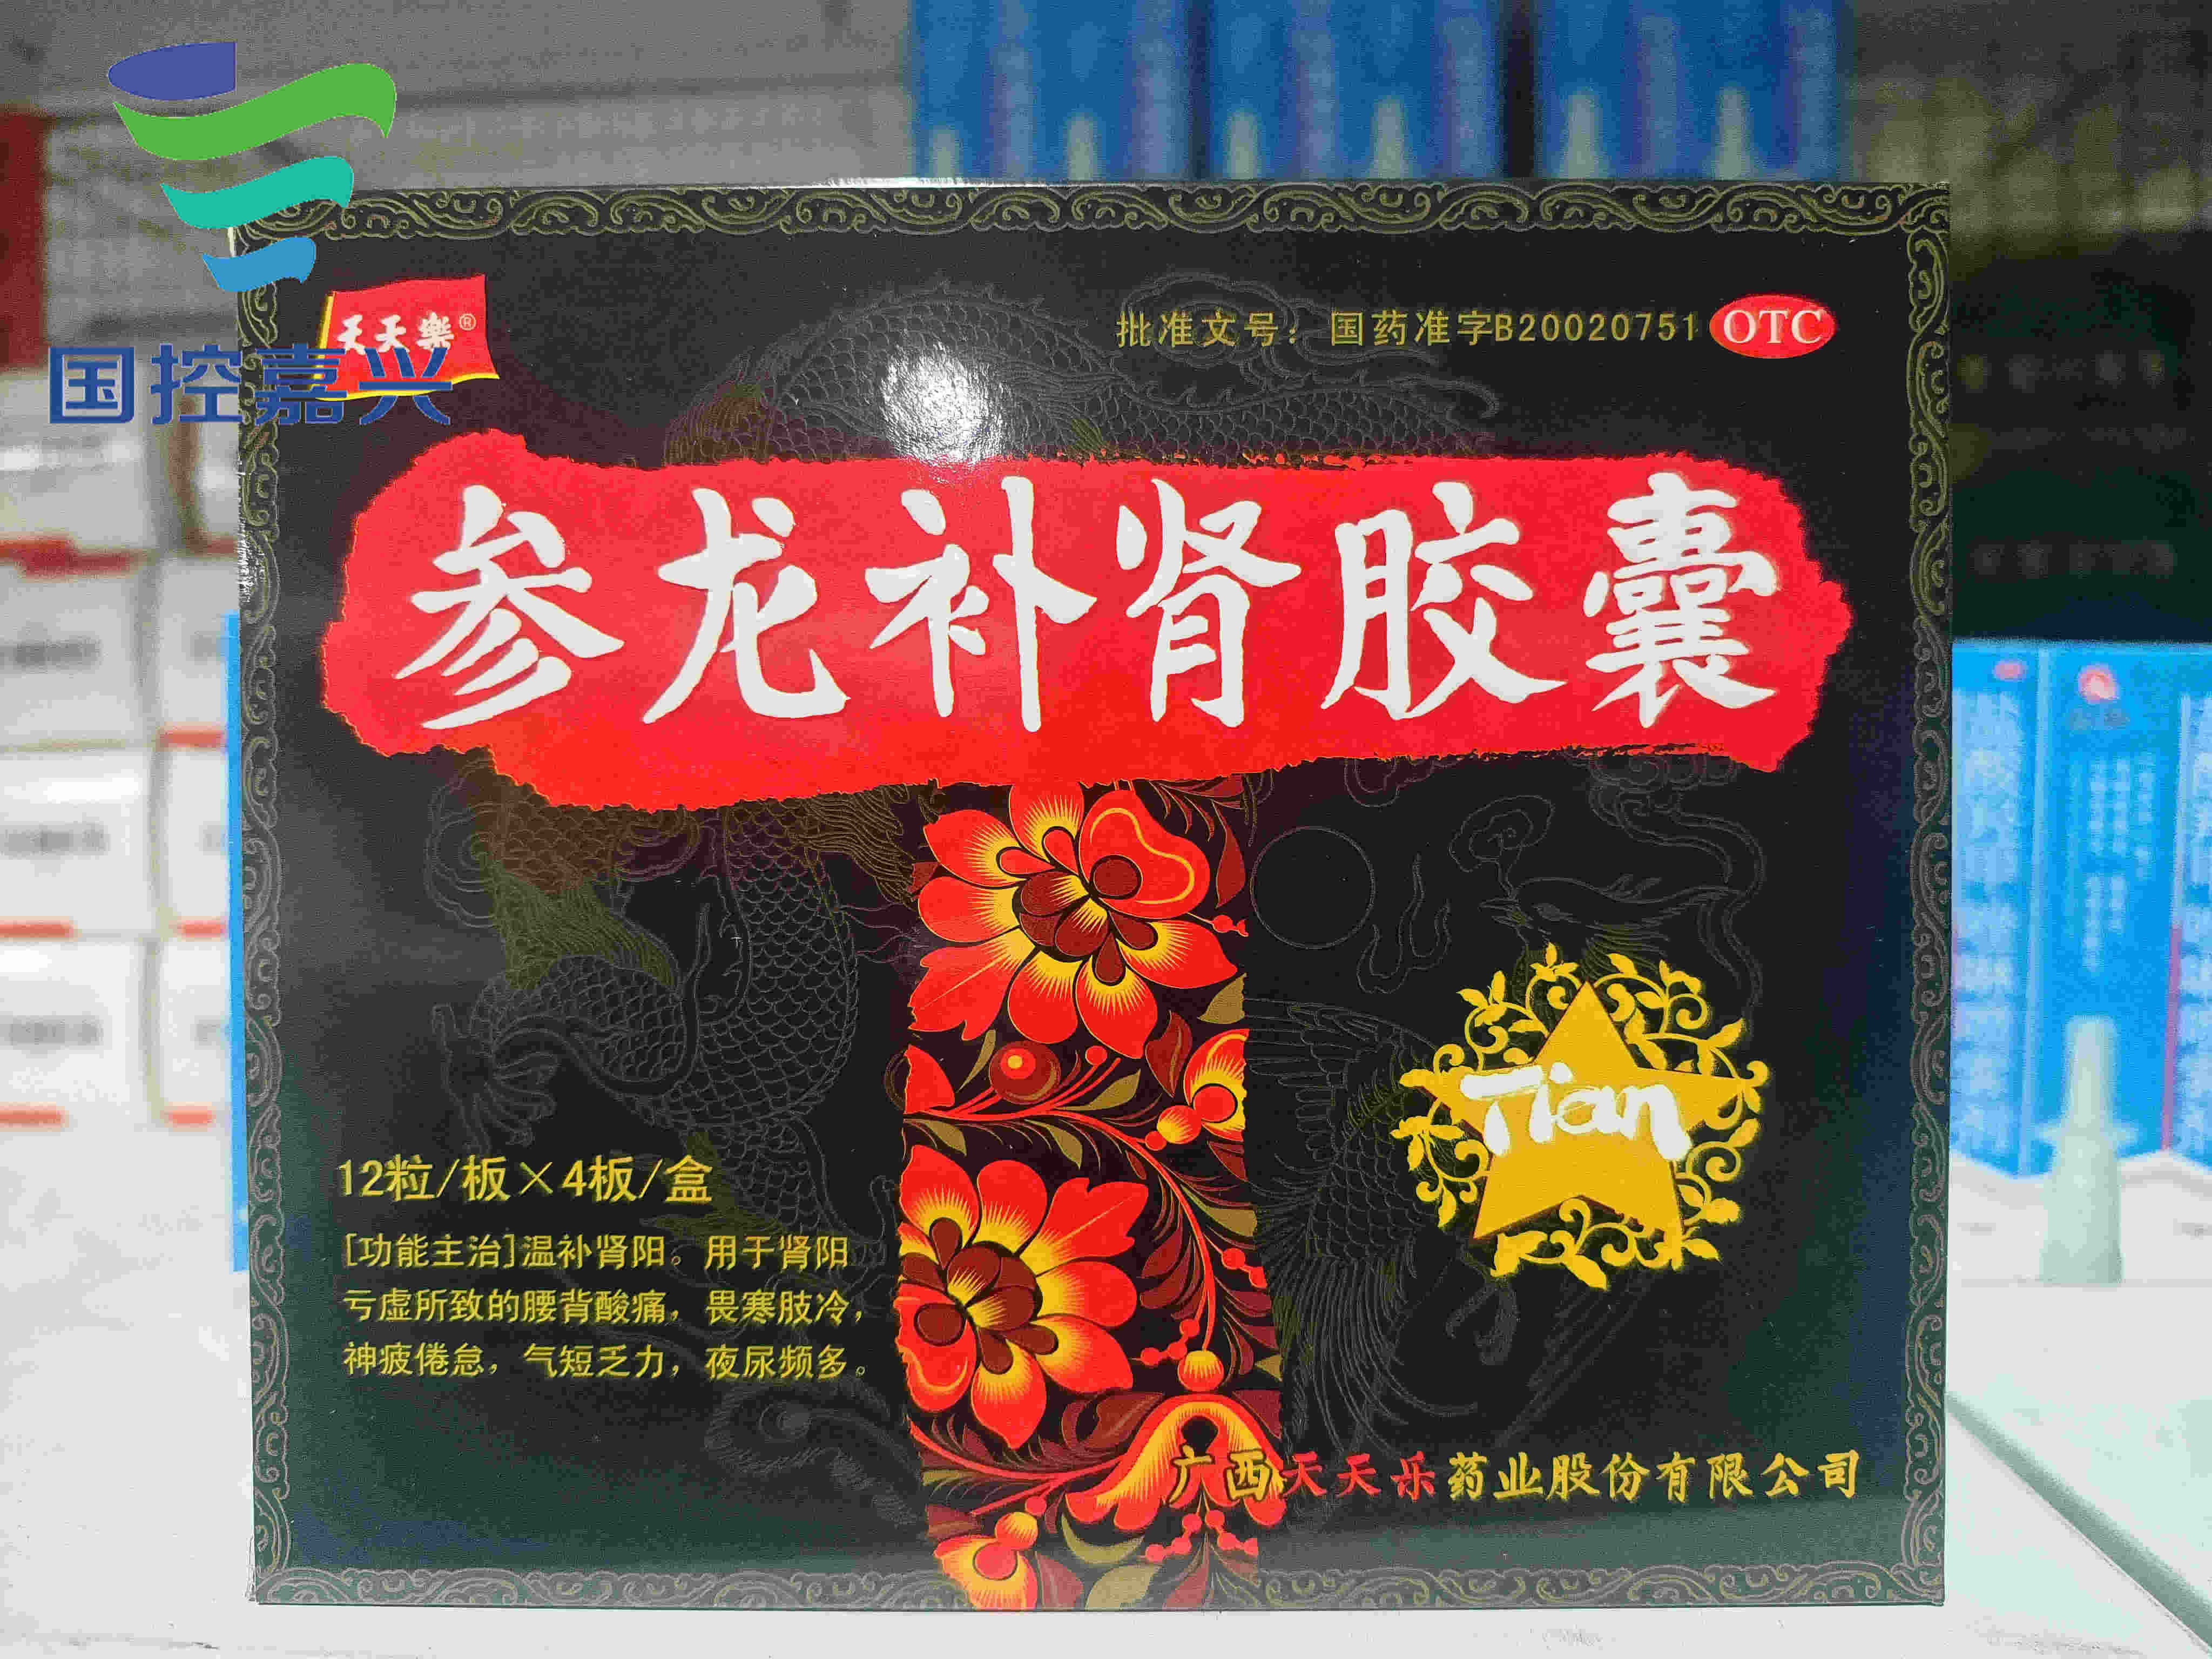 天天樂®
国控嘉兴
批准文号：国药准字B20020751 OTC
参龙补肾胶囊
Tian
12粒/板×4板/盒
[功能主治]温补肾阳。用于肾阳
亏虚所致的腰背酸痛，畏寒肢冷，
神疲倦怠，气短乏力，夜尿频多。
广西天天乐药业股份有限公司